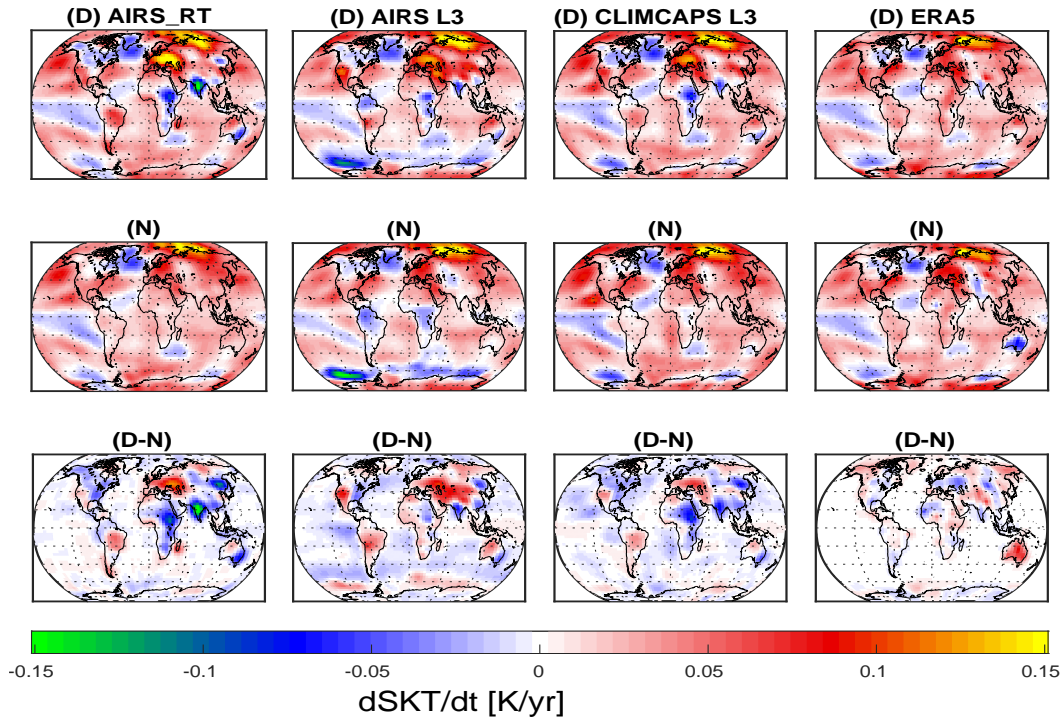 (D) AIRS_RT (D) AIRS L3 (D) CLIMCAPS L3 (D) ERA5
(N) (N) (N) (N)
(D-N) (D-N) (D-N) (D-N)
-0.15 -0.1 -0.05 0 0.05 0.1 0.15
dSKT/dt [K/yr]